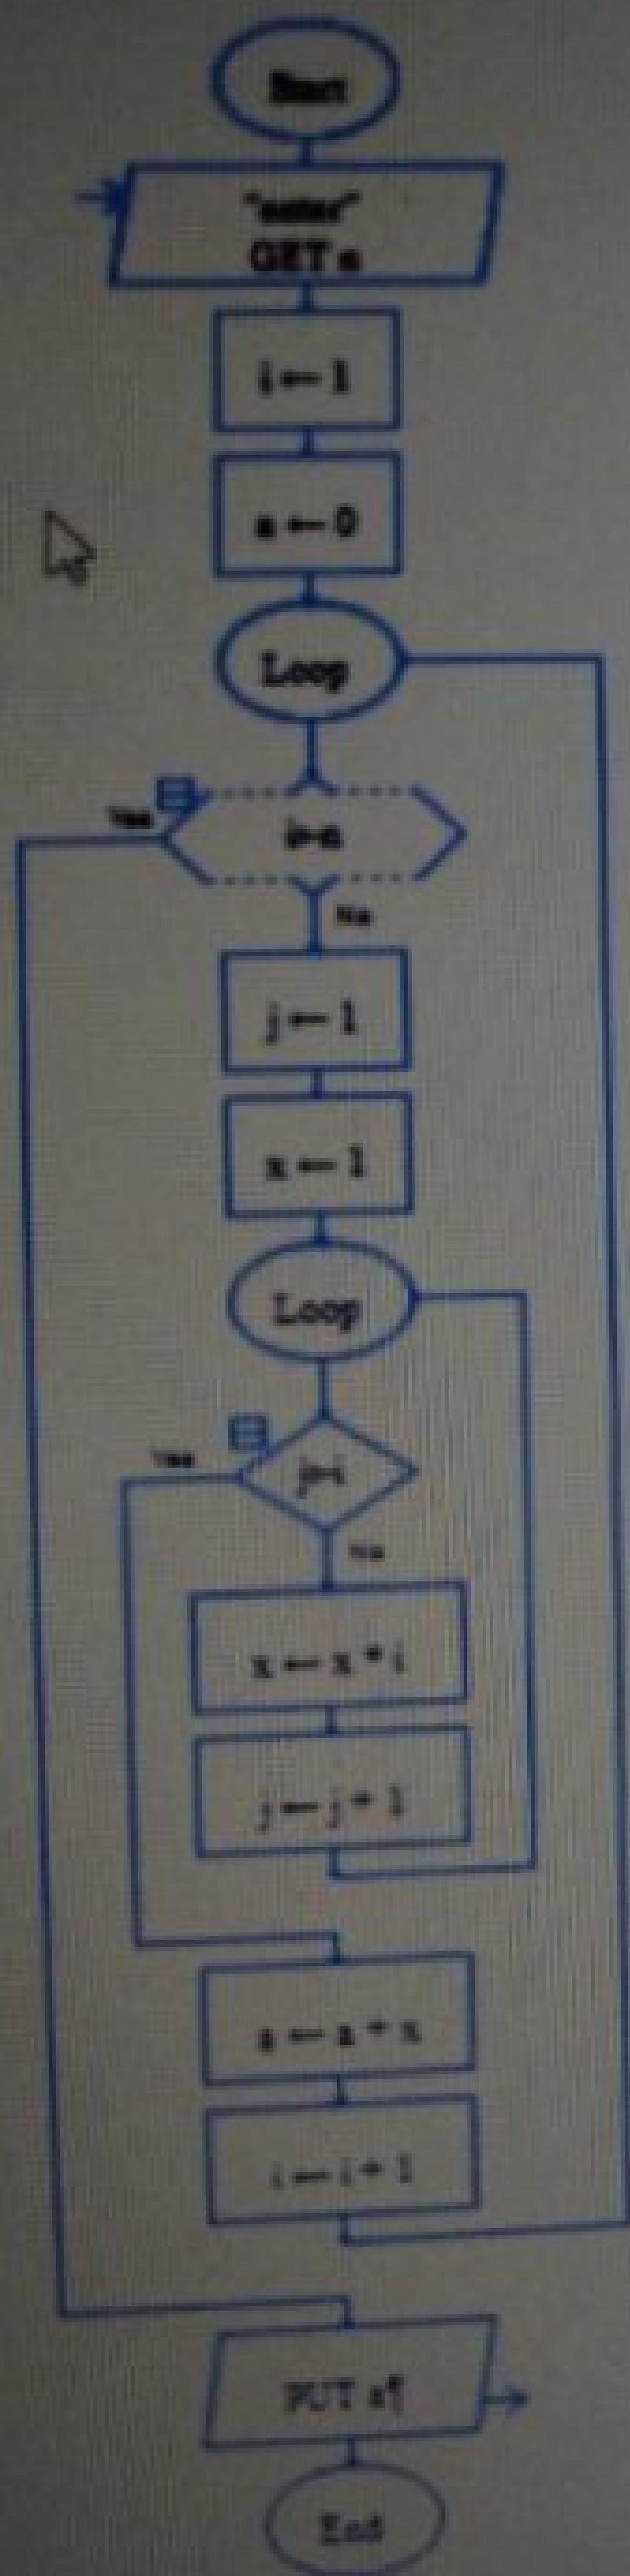 Start
"enter"
GET n
i ← 1
a ← 0
Loop
Yes
i>n
No
j ← 1
x ← 1
Loop
Yes
j>i
No
x ← x * i
j ← j + 1
a ← a + x
i ← i + 1
PUT a¶
End